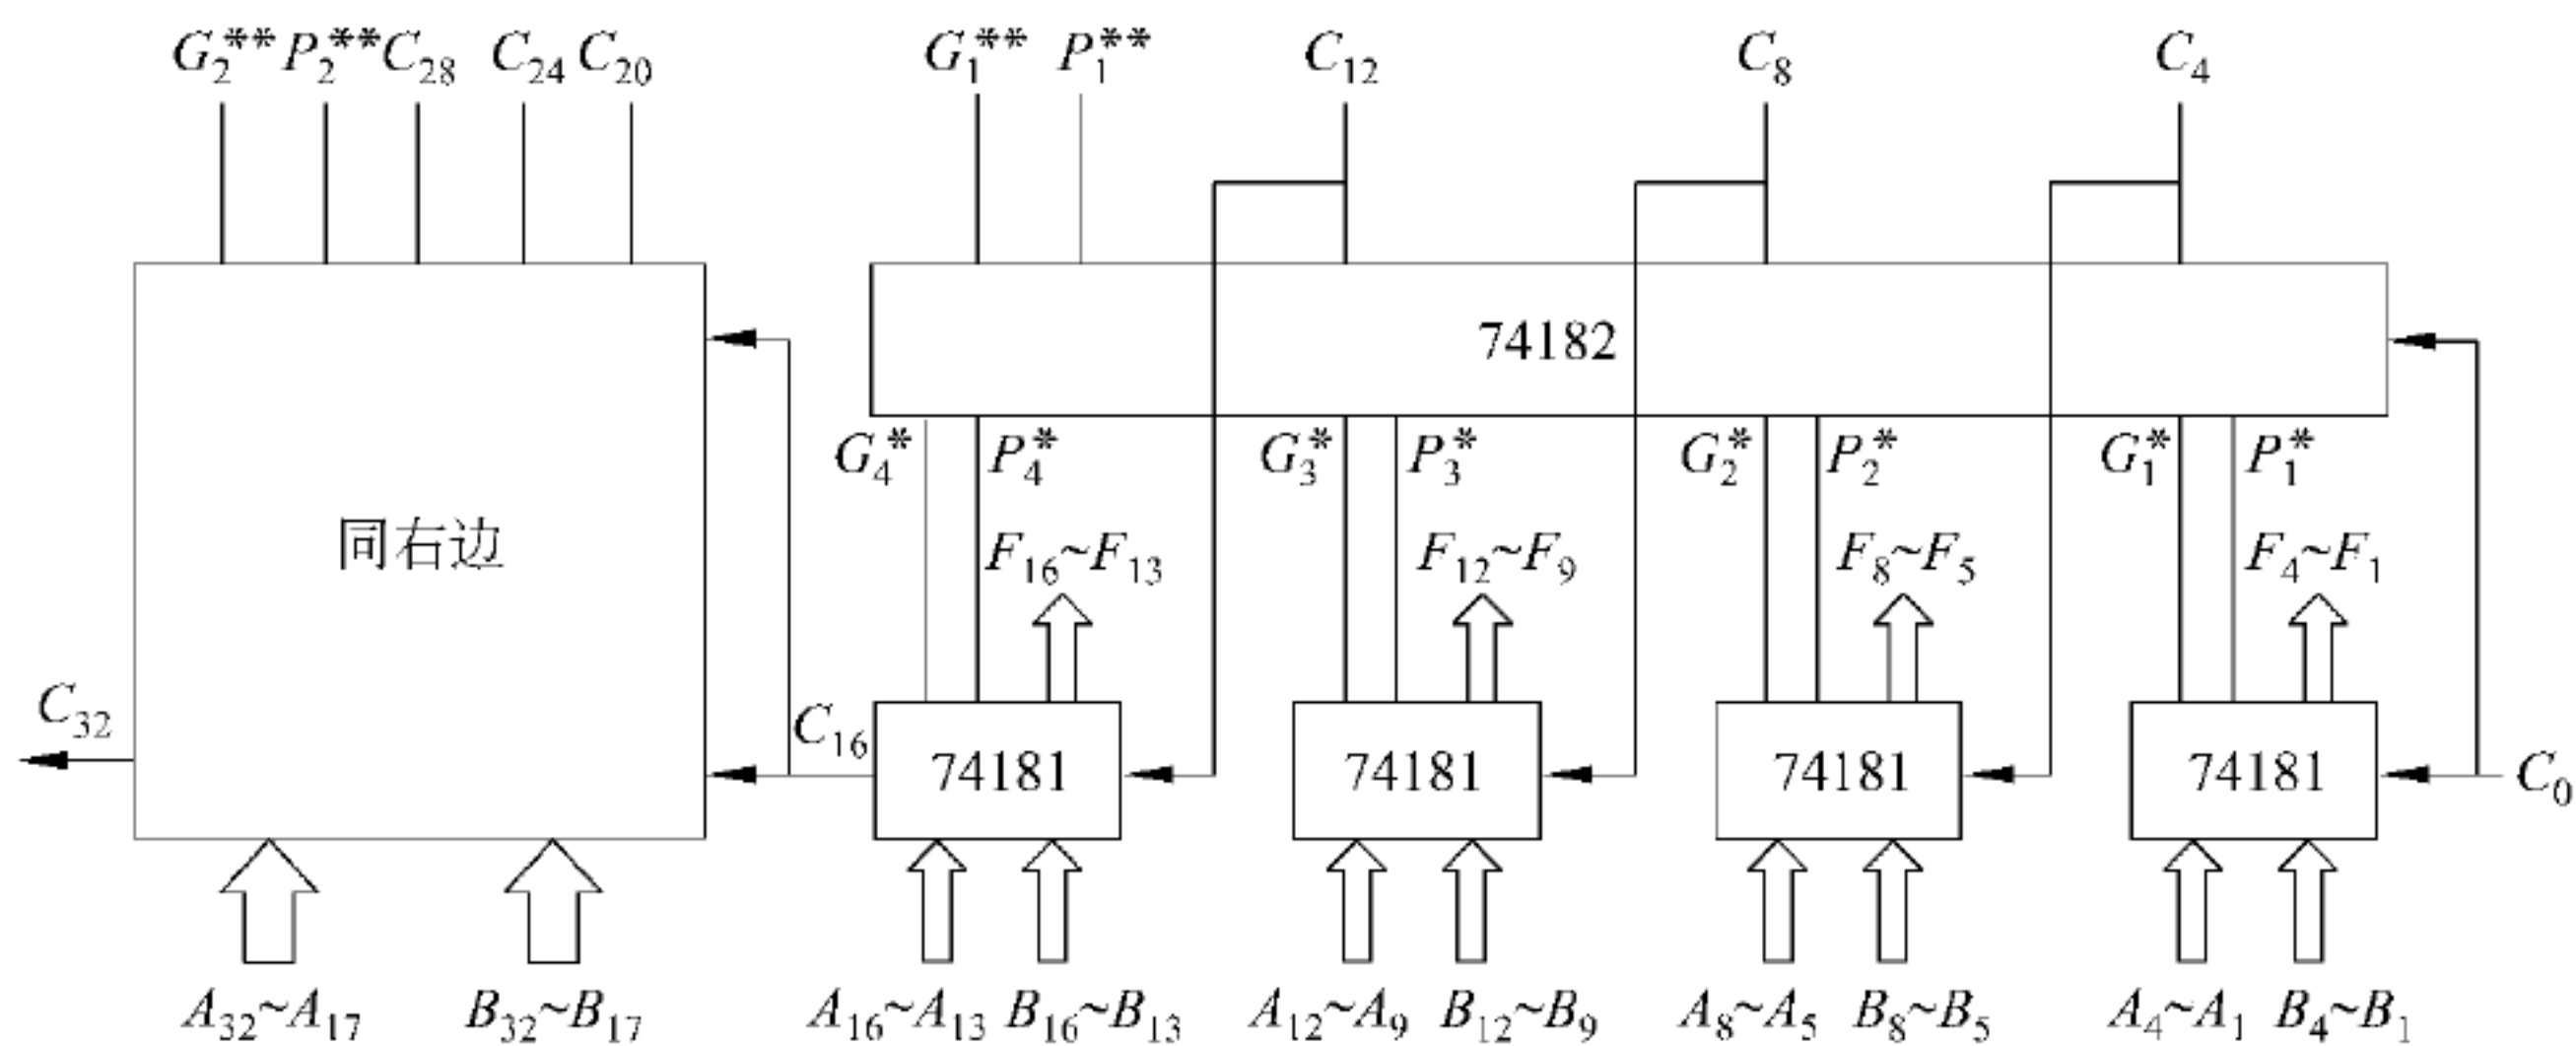 G₂** P₂** C₂₈ C₂₄ C₂₀ G₁** P₁** C₁₂ C₈ C₄
74182
G₄* P₄* G₃* P₃* G₂* P₂* G₁* P₁*
同右边
F₁₆~F₁₃ F₁₂~F₉ F₈~F₅ F₄~F₁
C₃₂ C₁₆ 74181 74181 74181 74181 C₀
A₃₂~A₁₇ B₃₂~B₁₇ A₁₆~A₁₃ B₁₆~B₁₃ A₁₂~A₉ B₁₂~B₉ A₈~A₅ B₈~B₅ A₄~A₁ B₄~B₁